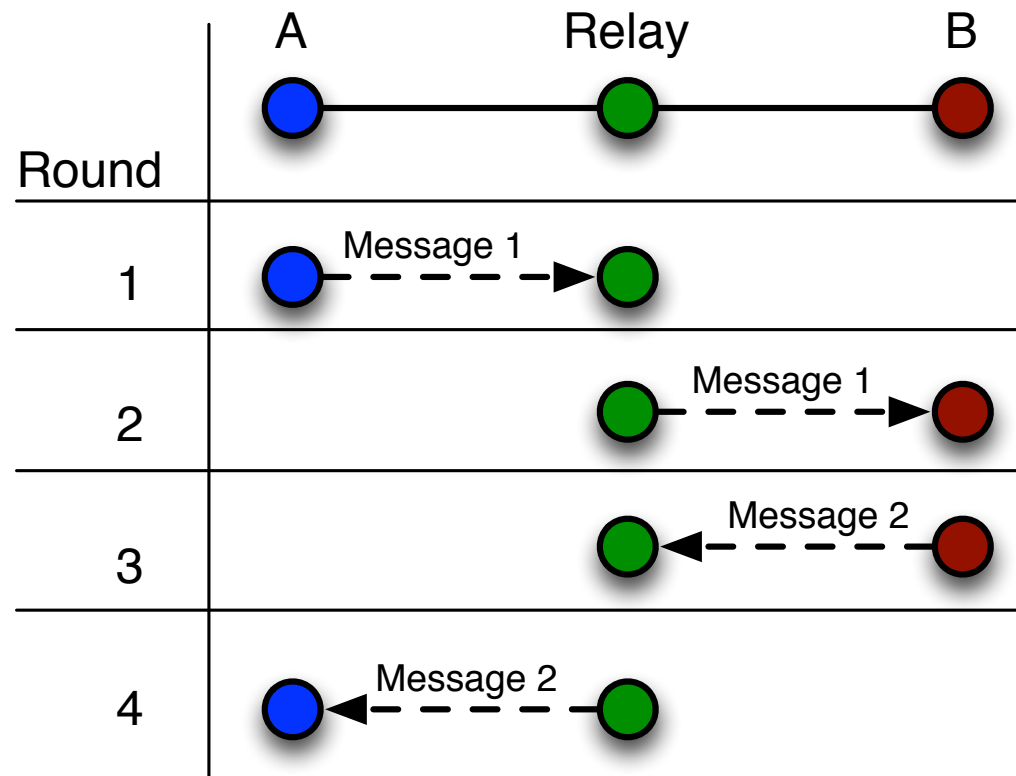 A Relay B
Round
1 Message 1
2 Message 1
3 Message 2
4 Message 2